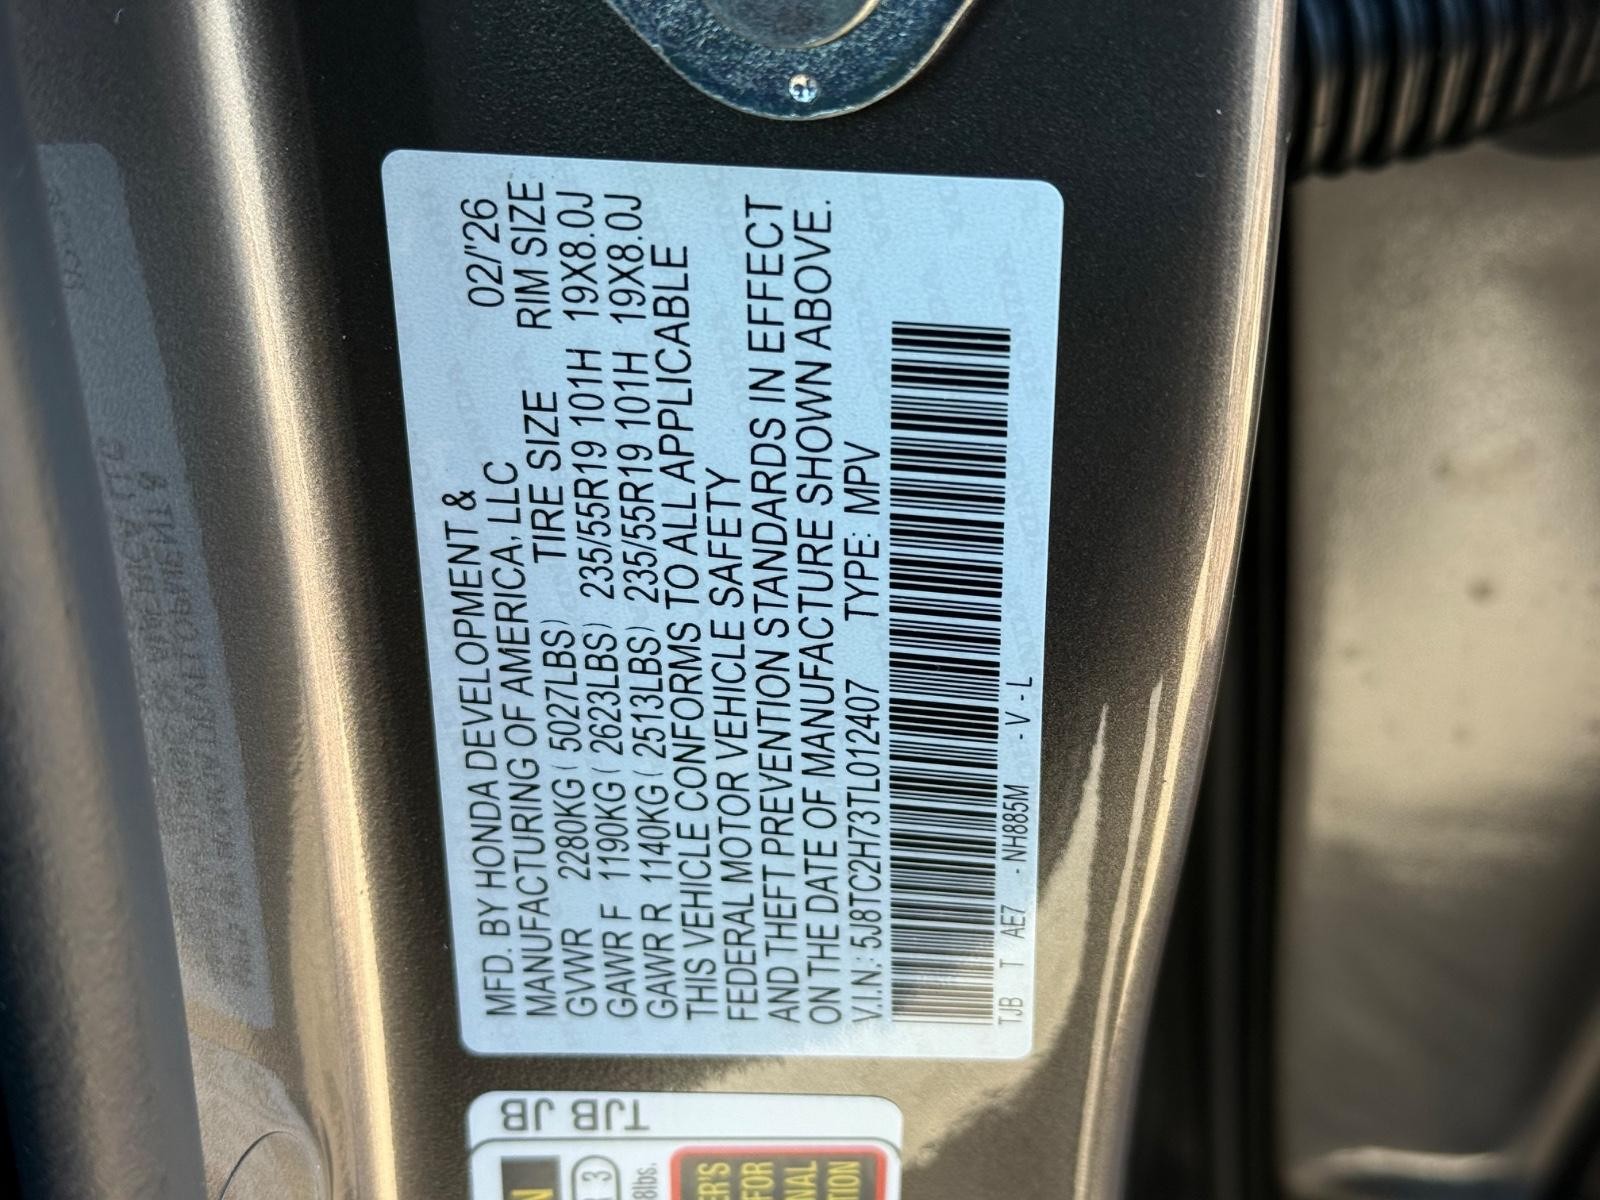 MFD. BY HONDA DEVELOPMENT &
MANUFACTURING OF AMERICA, LLC 02/'26
TIRE SIZE RIM SIZE
GVWR 2280KG ( 5027LBS)
GAWR F 1190KG ( 2623LBS) 235/55R19 101H 19X8.0J
GAWR R 1140KG ( 2513LBS) 235/55R19 101H 19X8.0J
THIS VEHICLE CONFORMS TO ALL APPLICABLE
FEDERAL MOTOR VEHICLE SAFETY
AND THEFT PREVENTION STANDARDS IN EFFECT
ON THE DATE OF MANUFACTURE SHOWN ABOVE.
V.I.N: 5J8TC2H73TL012407 TYPE: MPV
TJB T AE7 - NH885M - V - L
TJB JB